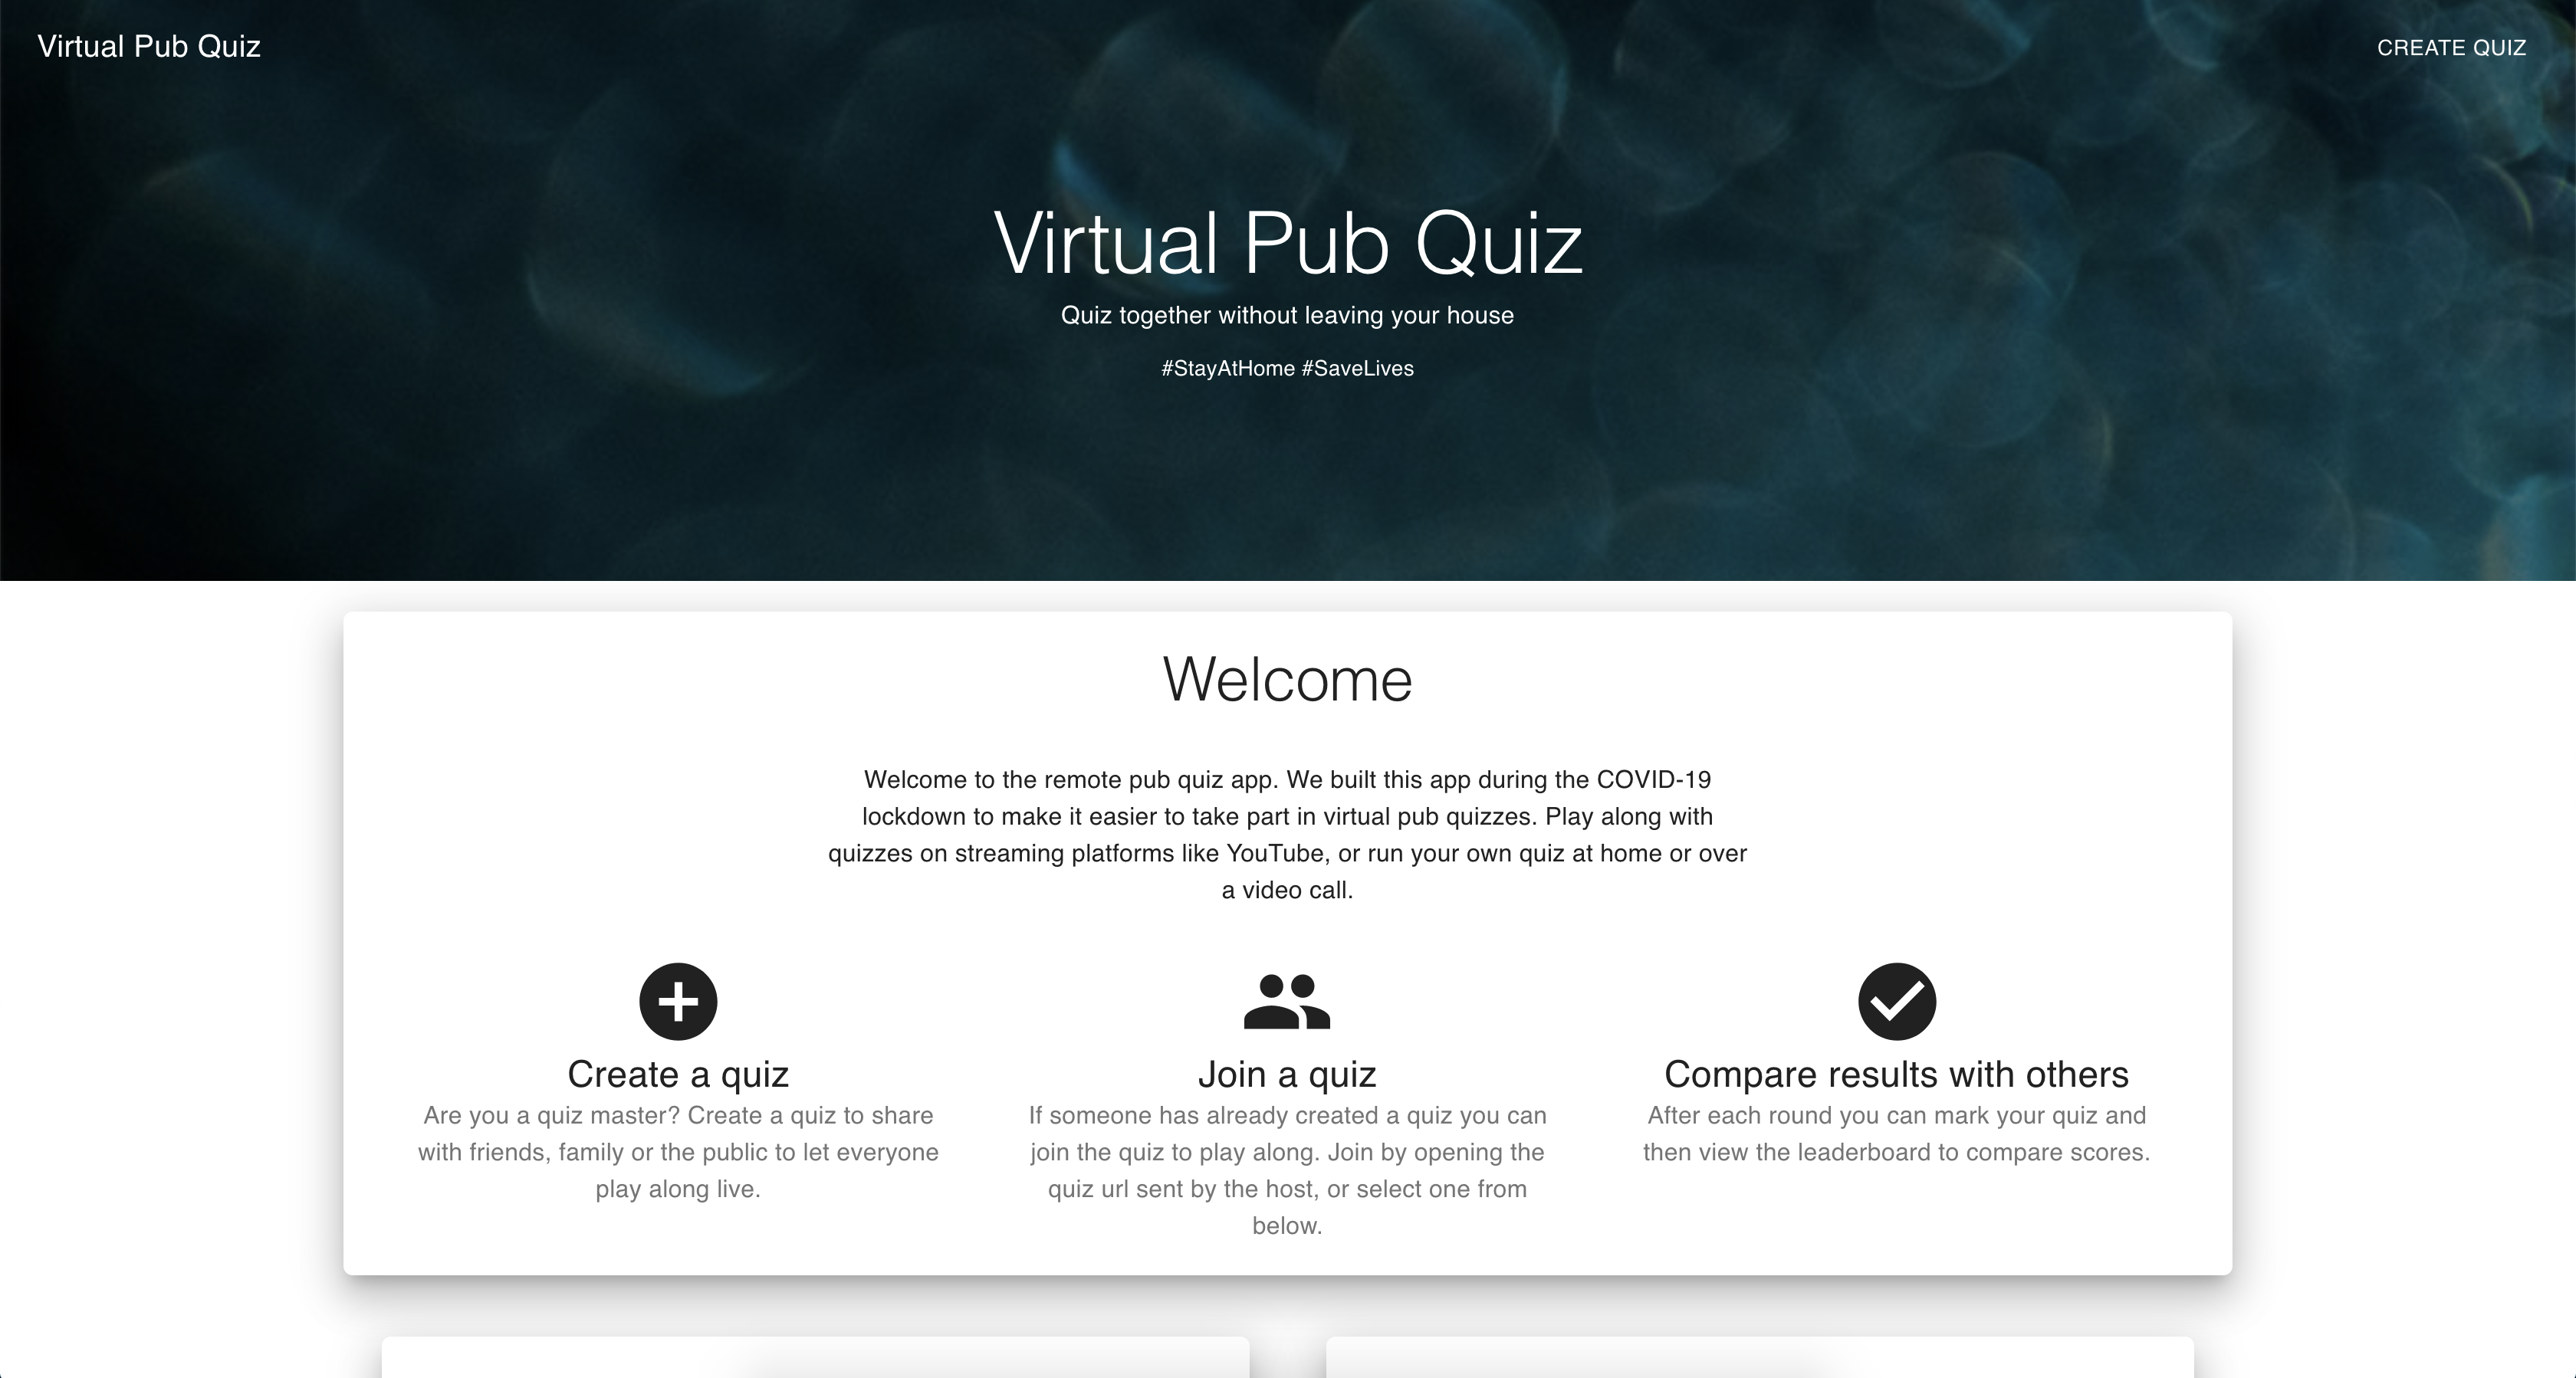 Virtual Pub Quiz
CREATE QUIZ
Virtual Pub Quiz
Quiz together without leaving your house
#StayAtHome #SaveLives
Welcome
Welcome to the remote pub quiz app. We built this app during the COVID-19
lockdown to make it easier to take part in virtual pub quizzes. Play along with
quizzes on streaming platforms like YouTube, or run your own quiz at home or over
a video call.
Create a quiz
Are you a quiz master? Create a quiz to share
with friends, family or the public to let everyone
play along live.
Join a quiz
If someone has already created a quiz you can
join the quiz to play along. Join by opening the
quiz url sent by the host, or select one from
below.
Compare results with others
After each round you can mark your quiz and
then view the leaderboard to compare scores.